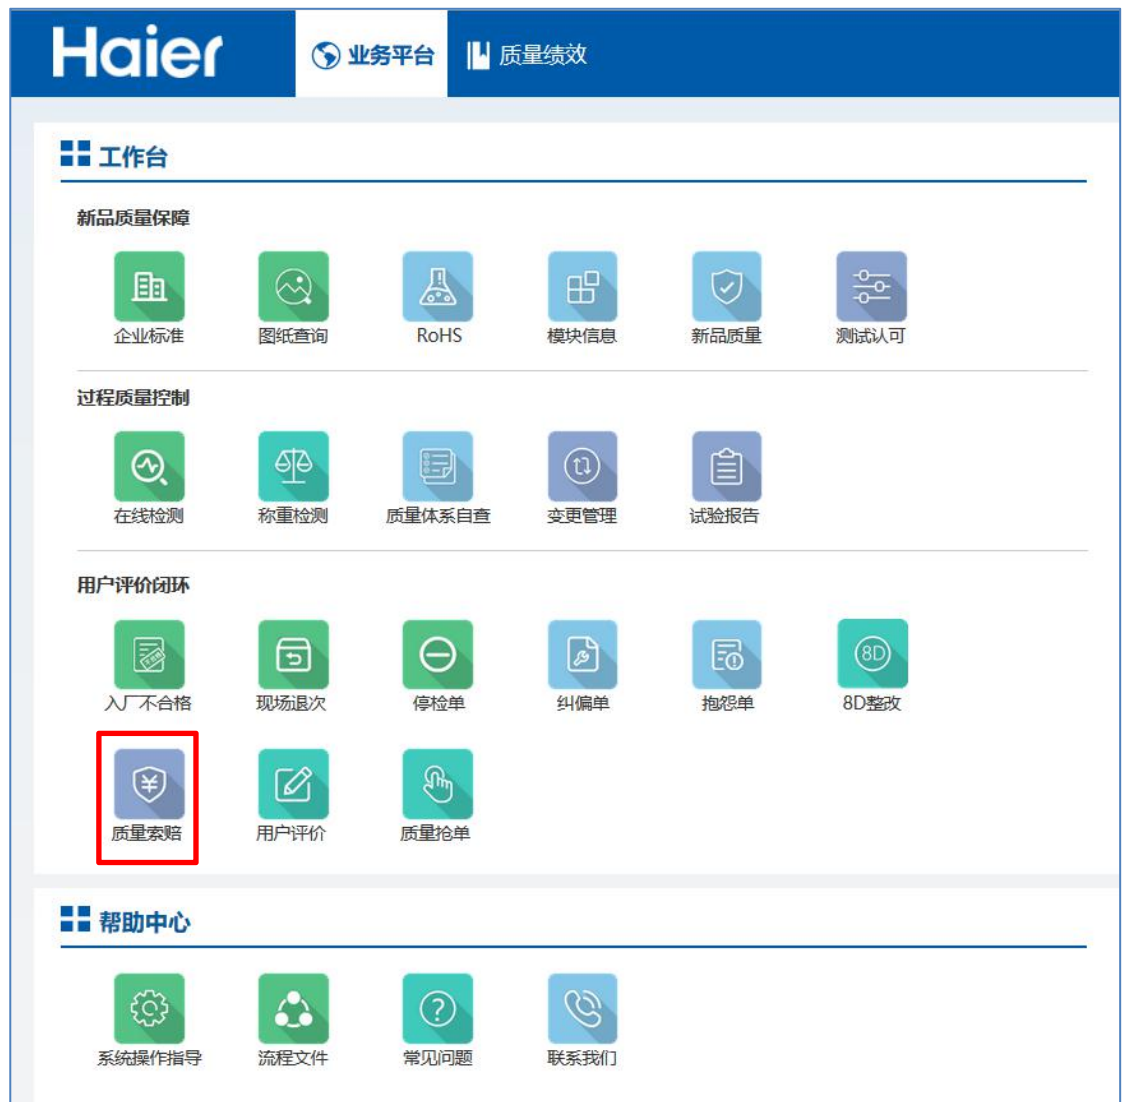 Haier 业务平台 质量绩效
工作台
新品质量保障
企业标准 图纸查询 RoHS 模块信息 新品质量 测试认可
过程质量控制
在线检测 称重检测 质量体系自查 变更管理 试验报告
用户评价闭环
8D
入厂不合格 现场退次 停检单 纠偏单 抱怨单 8D整改
¥
质量索赔 用户评价 质量抢单
帮助中心
?
系统操作指导 流程文件 常见问题 联系我们